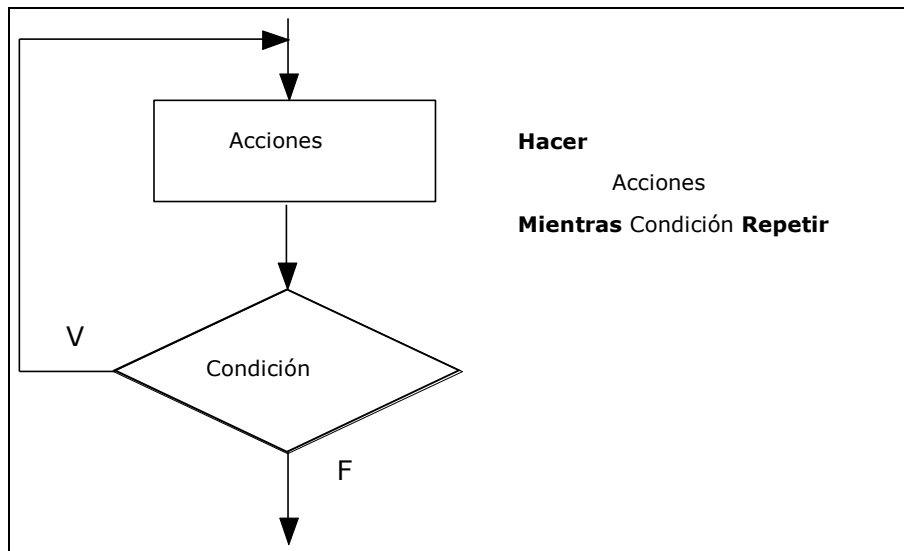 Acciones
Hacer
Acciones
Mientras Condición Repetir
V
Condición
F